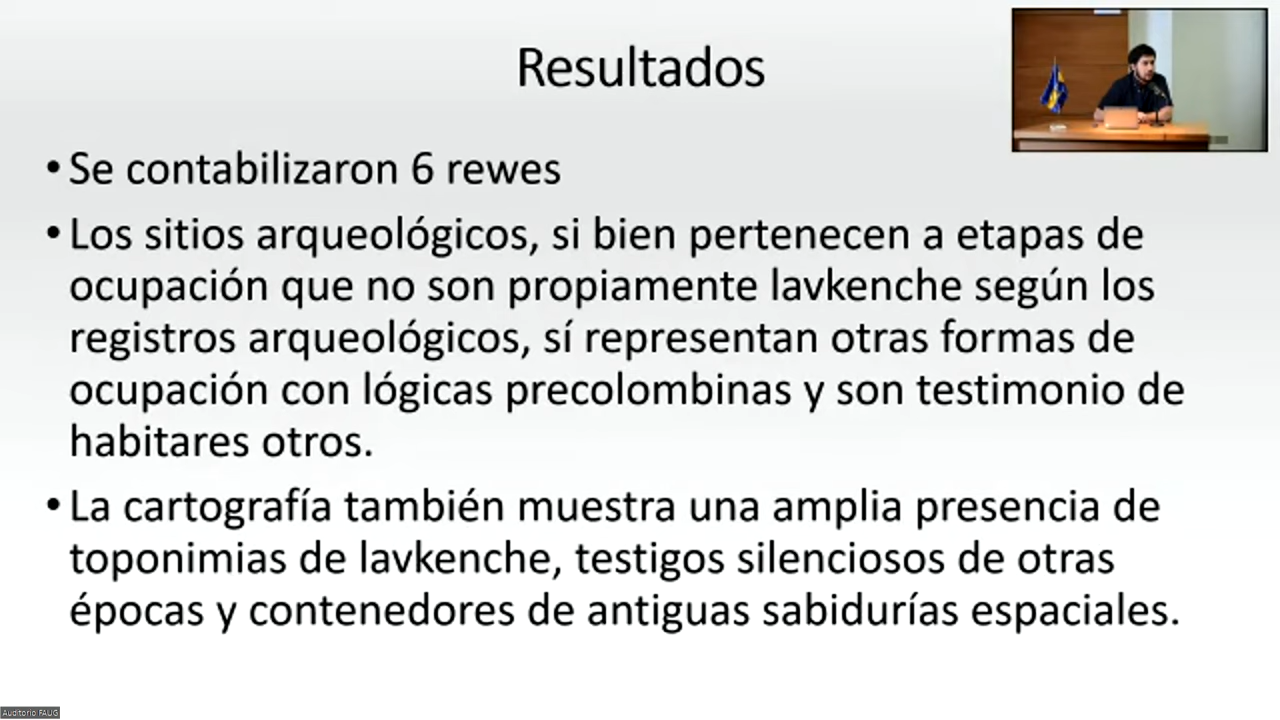 Resultados
• Se contabilizaron 6 rewes
• Los sitios arqueológicos, si bien pertenecen a etapas de
ocupación que no son propiamente lavkenche según los
registros arqueológicos, sí representan otras formas de
ocupación con lógicas precolombinas y son testimonio de
habitares otros.
• La cartografía también muestra una amplia presencia de
toponimias de lavkenche, testigos silenciosos de otras
épocas y contenedores de antiguas sabidurías espaciales.
Auditorio FAUG